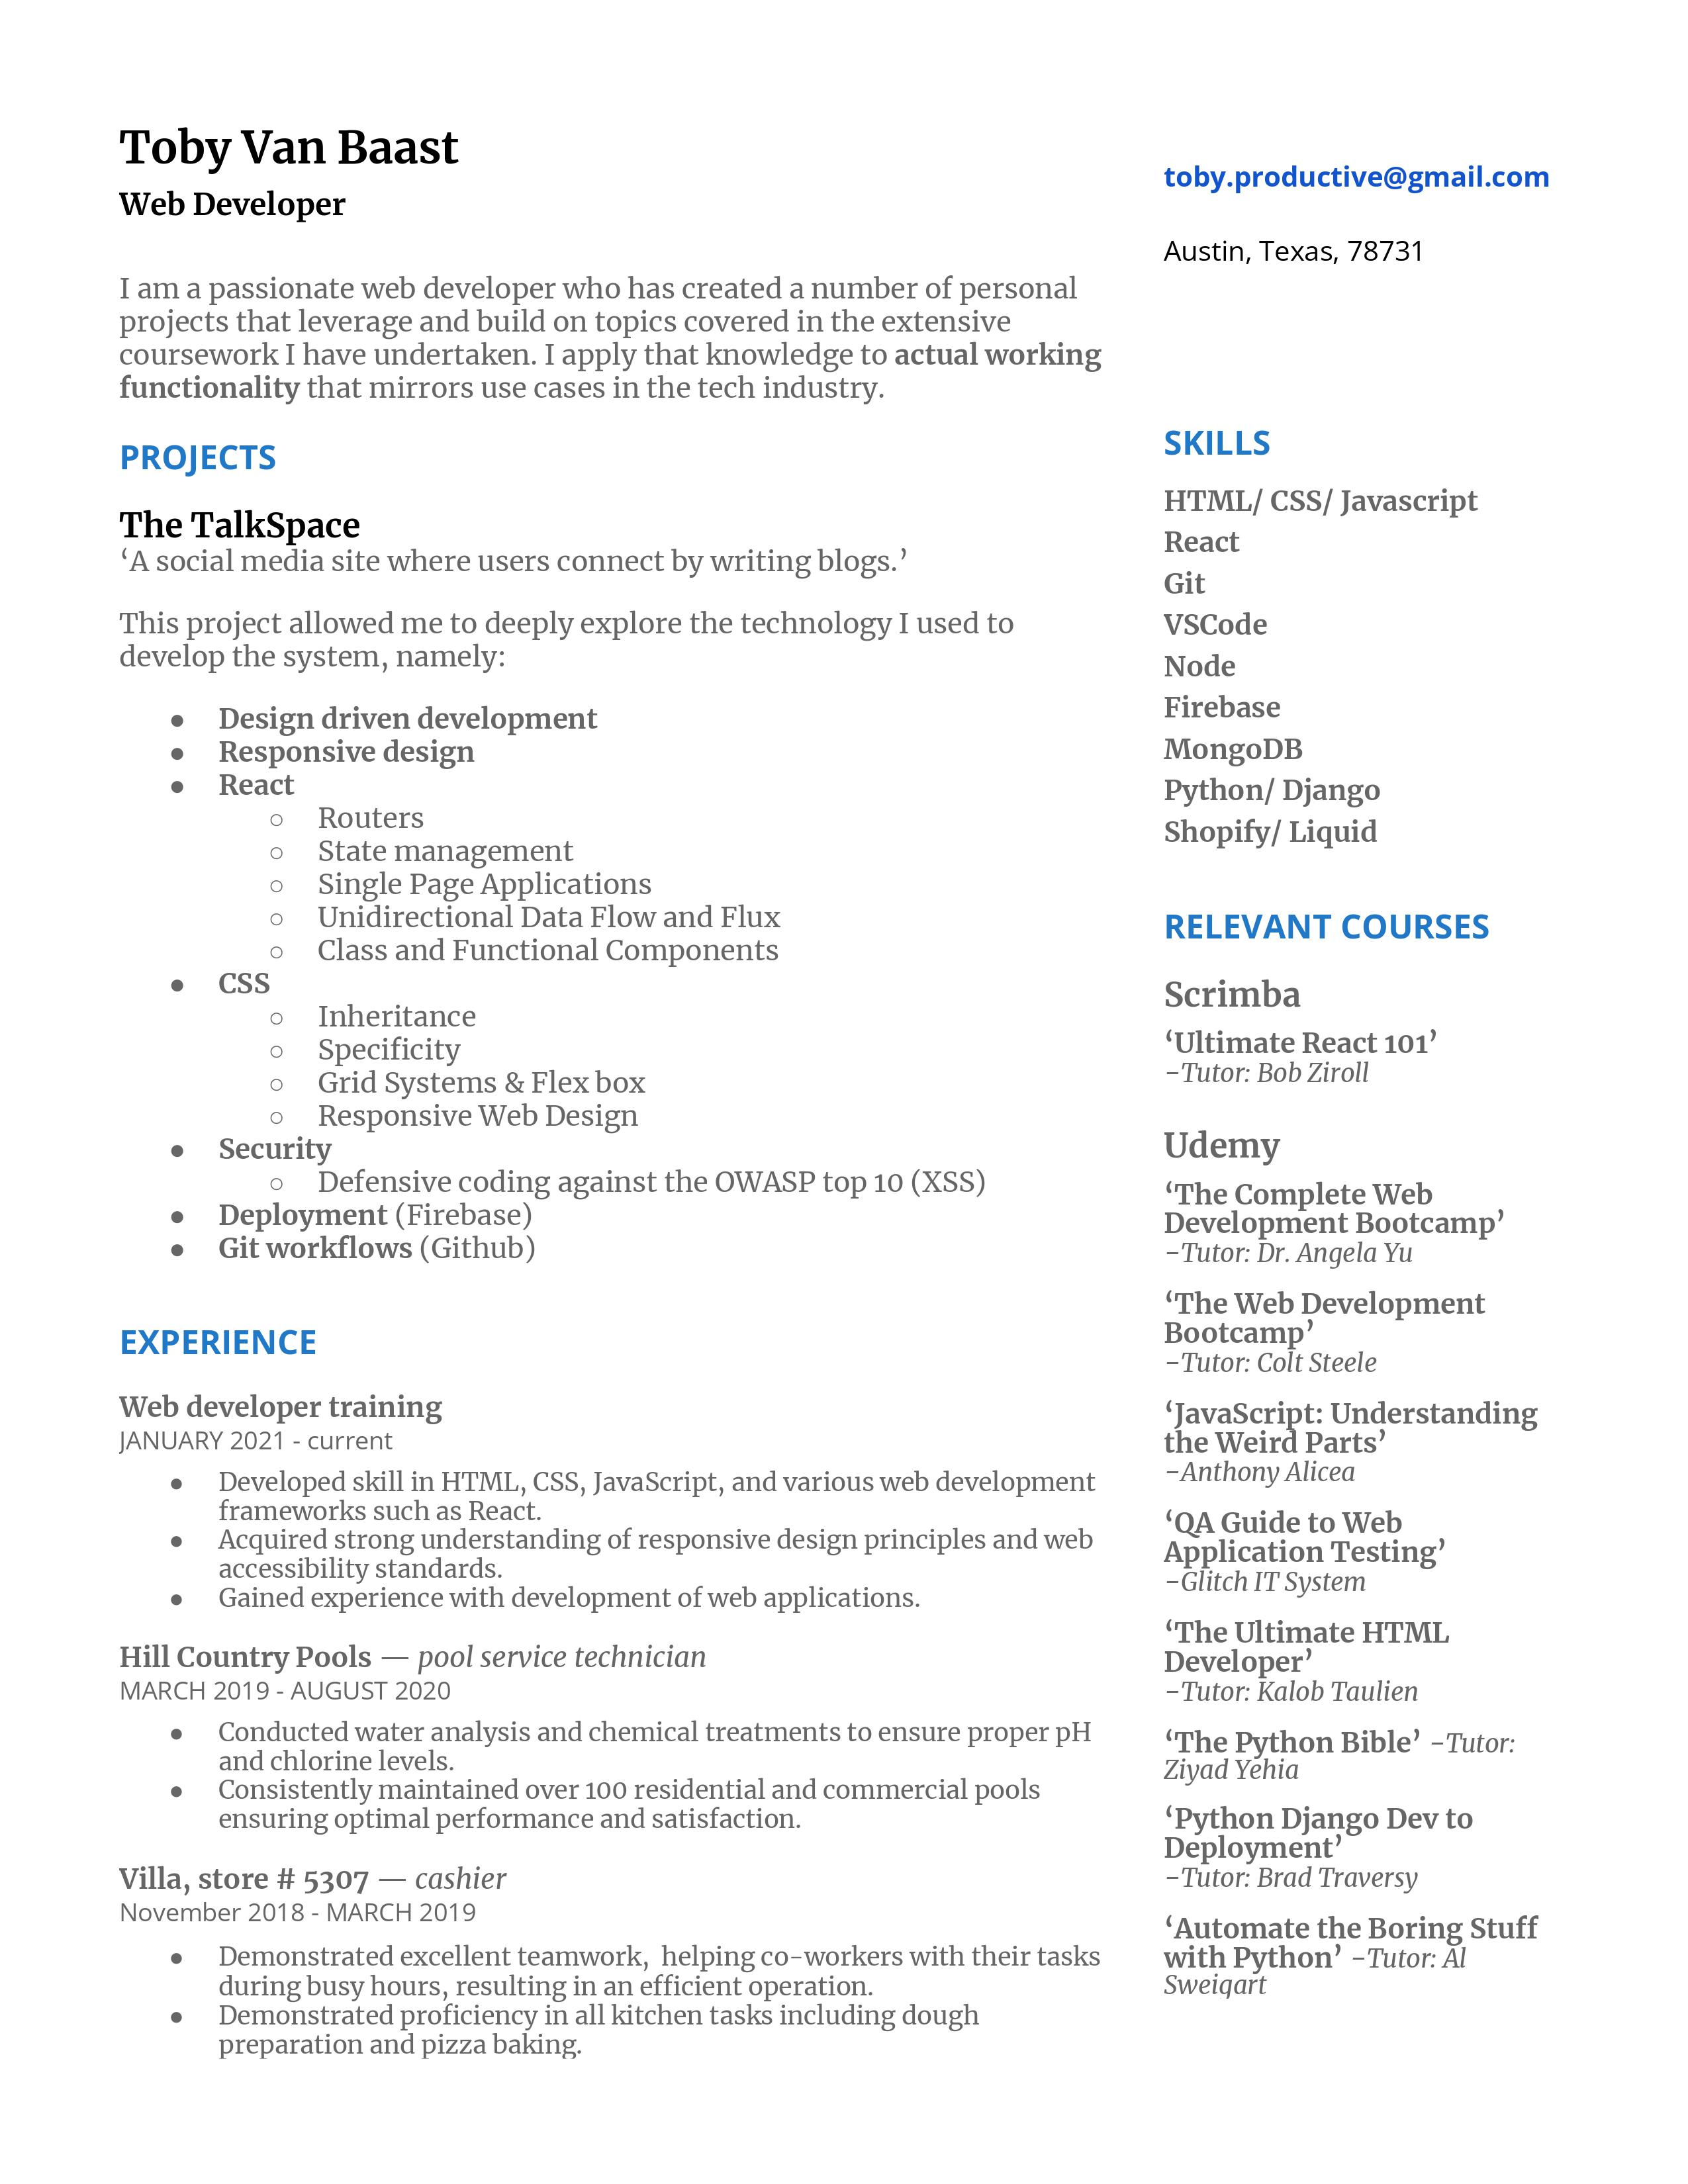 Toby Van Baast
Web Developer
I am a passionate web developer who has created a number of personal
projects that leverage and build on topics covered in the extensive
coursework I have undertaken. I apply that knowledge to actual working
functionality that mirrors use cases in the tech industry.
PROJECTS
The TalkSpace
‘A social media site where users connect by writing blogs.’
This project allowed me to deeply explore the technology I used to
develop the system, namely:
● Design driven development
● Responsive design
● React
○ Routers
○ State management
○ Single Page Applications
○ Unidirectional Data Flow and Flux
○ Class and Functional Components
● CSS
○ Inheritance
○ Specificity
○ Grid Systems & Flex box
○ Responsive Web Design
● Security
○ Defensive coding against the OWASP top 10 (XSS)
● Deployment (Firebase)
● Git workflows (Github)
EXPERIENCE
Web developer training
JANUARY 2021 - current
● Developed skill in HTML, CSS, JavaScript, and various web development
frameworks such as React.
● Acquired strong understanding of responsive design principles and web
accessibility standards.
● Gained experience with development of web applications.
Hill Country Pools — pool service technician
MARCH 2019 - AUGUST 2020
● Conducted water analysis and chemical treatments to ensure proper pH
and chlorine levels.
● Consistently maintained over 100 residential and commercial pools
ensuring optimal performance and satisfaction.
Villa, store # 5307 — cashier
November 2018 - MARCH 2019
● Demonstrated excellent teamwork,  helping co-workers with their tasks
during busy hours, resulting in an efficient operation.
● Demonstrated proficiency in all kitchen tasks including dough
preparation and pizza baking.
toby.productive@gmail.com
Austin, Texas, 78731
SKILLS
HTML/ CSS/ Javascript
React
Git
VSCode
Node
Firebase
MongoDB
Python/ Django
Shopify/ Liquid
RELEVANT COURSES
Scrimba
‘Ultimate React 101’
-Tutor: Bob Ziroll
Udemy
‘The Complete Web
Development Bootcamp’
-Tutor: Dr. Angela Yu
‘The Web Development
Bootcamp’
-Tutor: Colt Steele
‘JavaScript: Understanding
the Weird Parts’
-Anthony Alicea
‘QA Guide to Web
Application Testing’
-Glitch IT System
‘The Ultimate HTML
Developer’
-Tutor: Kalob Taulien
‘The Python Bible’ -Tutor:
Ziyad Yehia
‘Python Django Dev to
Deployment’
-Tutor: Brad Traversy
‘Automate the Boring Stuff
with Python’ -Tutor: Al
Sweigart